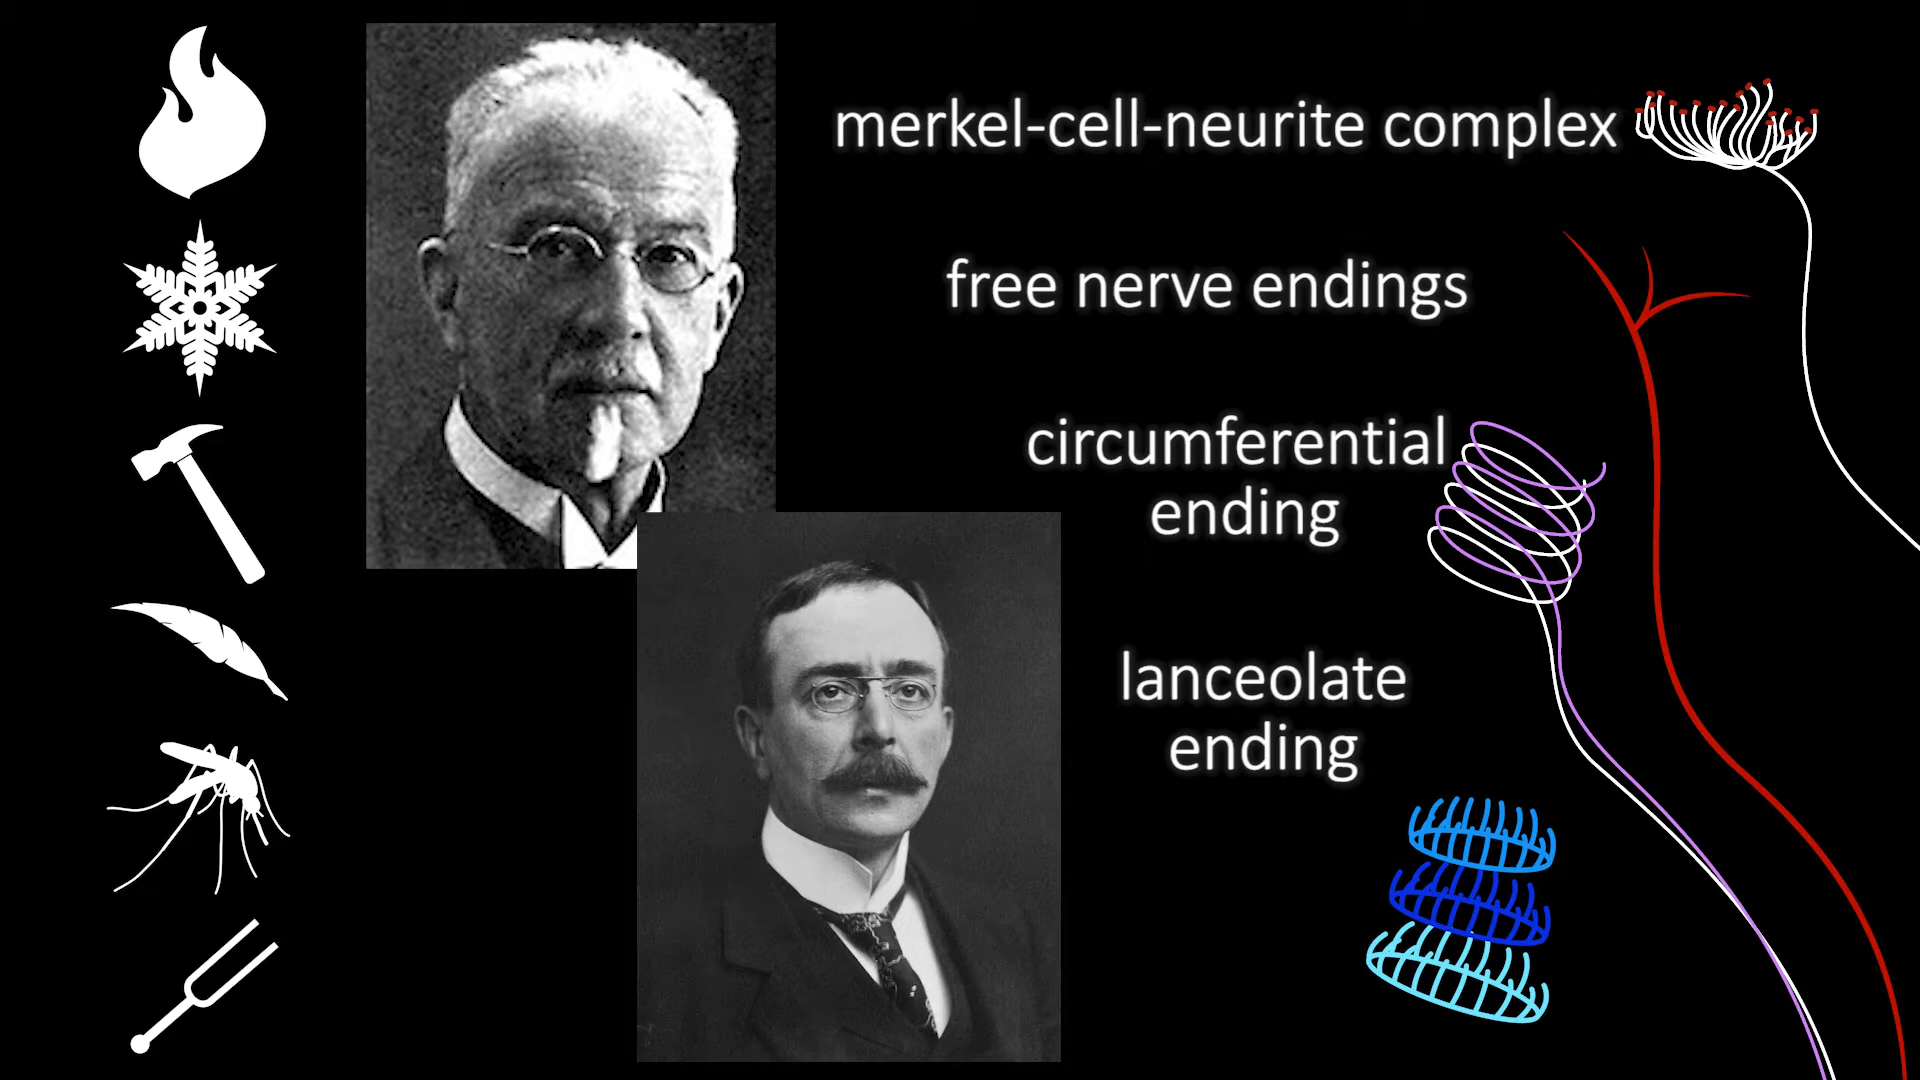 merkel-cell-neurite complex
free nerve endings
circumferential
ending
lanceolate
ending